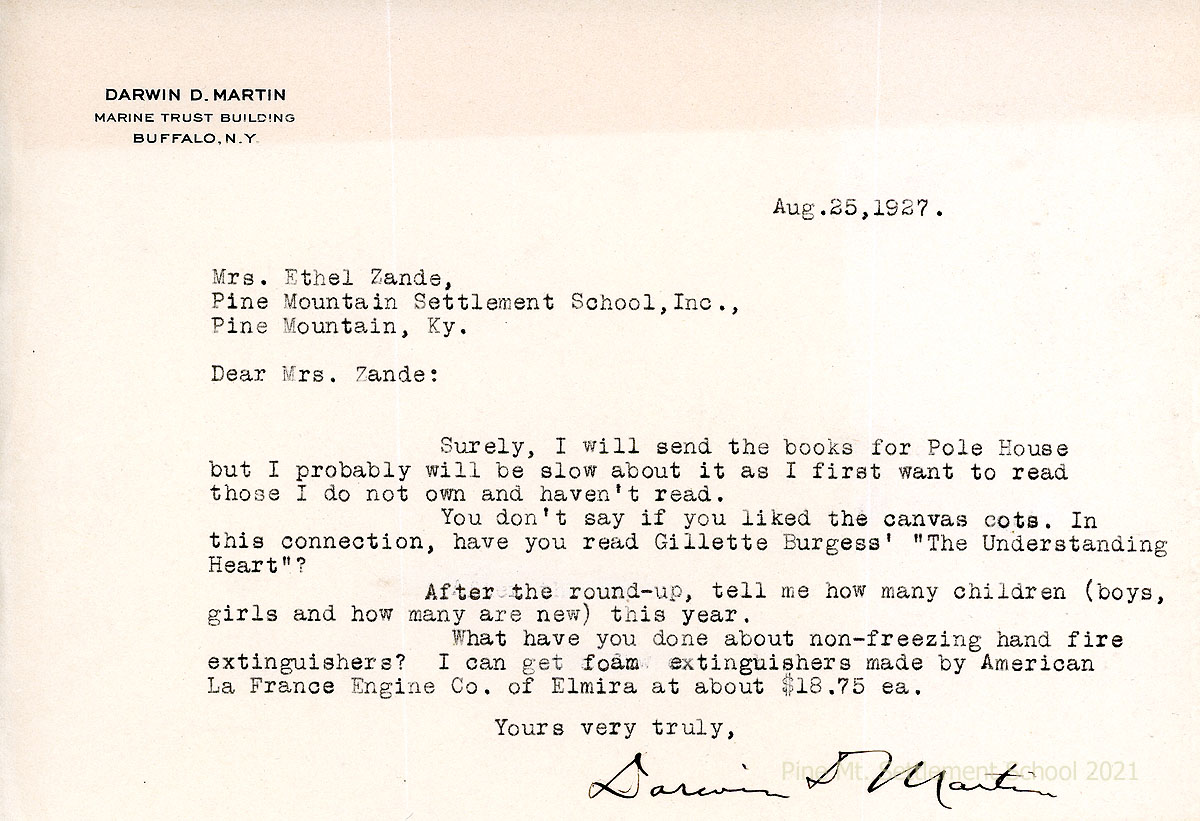 DARWIN D. MARTIN
MARINE TRUST BUILDING
BUFFALO, N.Y.
Aug.25,1927.
Mrs. Ethel Zande,
Pine Mountain Settlement School,Inc.,
Pine Mountain, Ky.
Dear Mrs. Zande:
Surely, I will send the books for Pole House
but I probably will be slow about it as I first want to read
those I do not own and haven't read.
You don't say if you liked the canvas cots. In
this connection, have you read Gillette Burgess' "The Understanding
Heart"?
After the round-up, tell me how many children (boys,
girls and how many are new) this year.
What have you done about non-freezing hand fire
extinguishers? I can get foam extinguishers made by American
La France Engine Co. of Elmira at about $18.75 ea.
Yours very truly,
Pine Mt. Settlement School 2021
Darwin D Martin